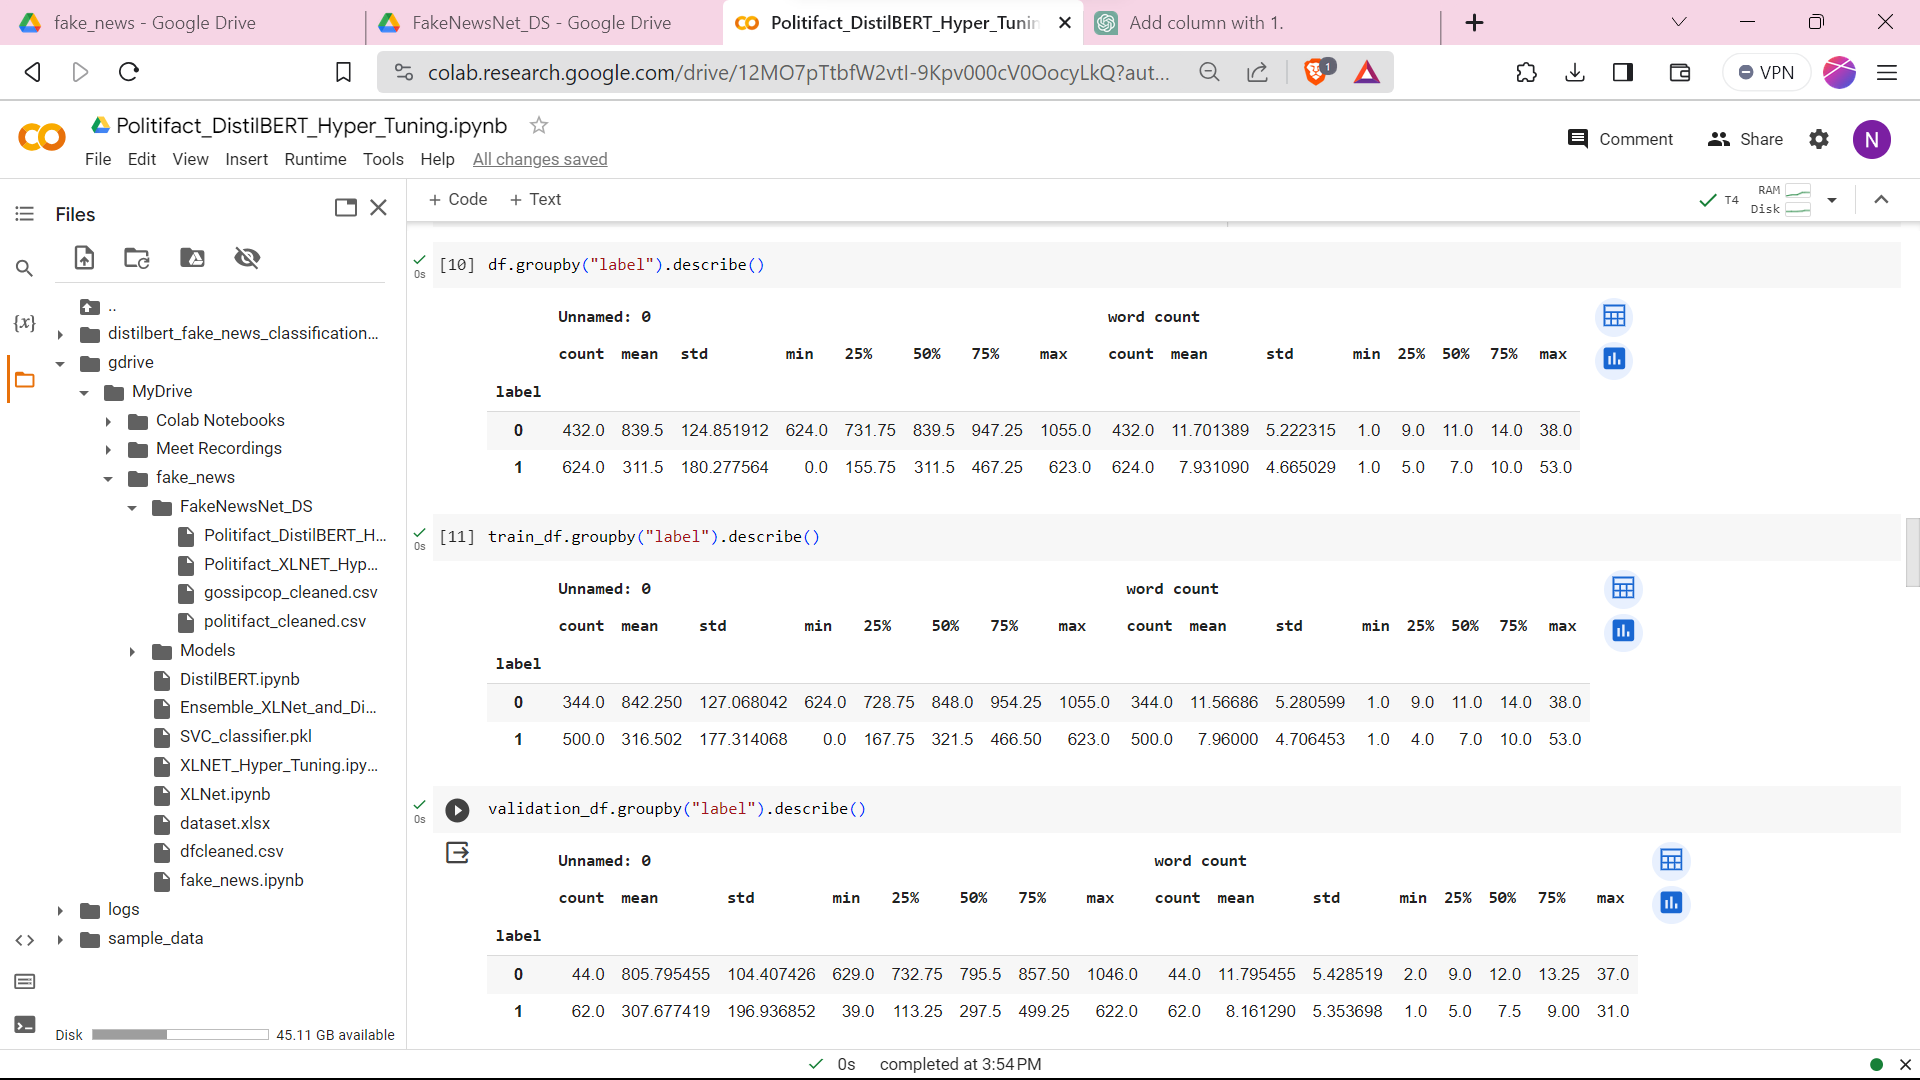 fake_news - Google Drive
FakeNewsNet_DS - Google Drive
Politifact_DistilBERT_Hyper_Tunin
Add column with 1.
colab.research.google.com/drive/12MO7pTtbfW2vtI-9Kpv000cV0OocyLkQ?aut...
1
VPN
Politifact_DistilBERT_Hyper_Tuning.ipynb
File Edit View Insert Runtime Tools Help All changes saved
Comment
Share
N
Files
+ Code + Text
T4
RAM
Disk
{x}
..
distilbert_fake_news_classification...
gdrive
MyDrive
Colab Notebooks
Meet Recordings
fake_news
FakeNewsNet_DS
Politifact_DistilBERT_H...
Politifact_XLNET_Hyp...
gossipcop_cleaned.csv
politifact_cleaned.csv
Models
DistilBERT.ipynb
Ensemble_XLNet_and_Di...
SVC_classifier.pkl
XLNET_Hyper_Tuning.ipy...
XLNet.ipynb
dataset.xlsx
dfcleaned.csv
fake_news.ipynb
logs
sample_data
Disk 45.11 GB available
0s [10] df.groupby("label").describe()
Unnamed: 0 word count
count mean std min 25% 50% 75% max count mean std min 25% 50% 75% max
label
0 432.0 839.5 124.851912 624.0 731.75 839.5 947.25 1055.0 432.0 11.701389 5.222315 1.0 9.0 11.0 14.0 38.0
1 624.0 311.5 180.277564 0.0 155.75 311.5 467.25 623.0 624.0 7.931090 4.665029 1.0 5.0 7.0 10.0 53.0
0s [11] train_df.groupby("label").describe()
Unnamed: 0 word count
count mean std min 25% 50% 75% max count mean std min 25% 50% 75% max
label
0 344.0 842.250 127.068042 624.0 728.75 848.0 954.25 1055.0 344.0 11.56686 5.280599 1.0 9.0 11.0 14.0 38.0
1 500.0 316.502 177.314068 0.0 167.75 321.5 466.50 623.0 500.0 7.96000 4.706453 1.0 4.0 7.0 10.0 53.0
0s validation_df.groupby("label").describe()
Unnamed: 0 word count
count mean std min 25% 50% 75% max count mean std min 25% 50% 75% max
label
0 44.0 805.795455 104.407426 629.0 732.75 795.5 857.50 1046.0 44.0 11.795455 5.428519 2.0 9.0 12.0 13.25 37.0
1 62.0 307.677419 196.936852 39.0 113.25 297.5 499.25 622.0 62.0 8.161290 5.353698 1.0 5.0 7.5 9.00 31.0
0s completed at 3:54 PM